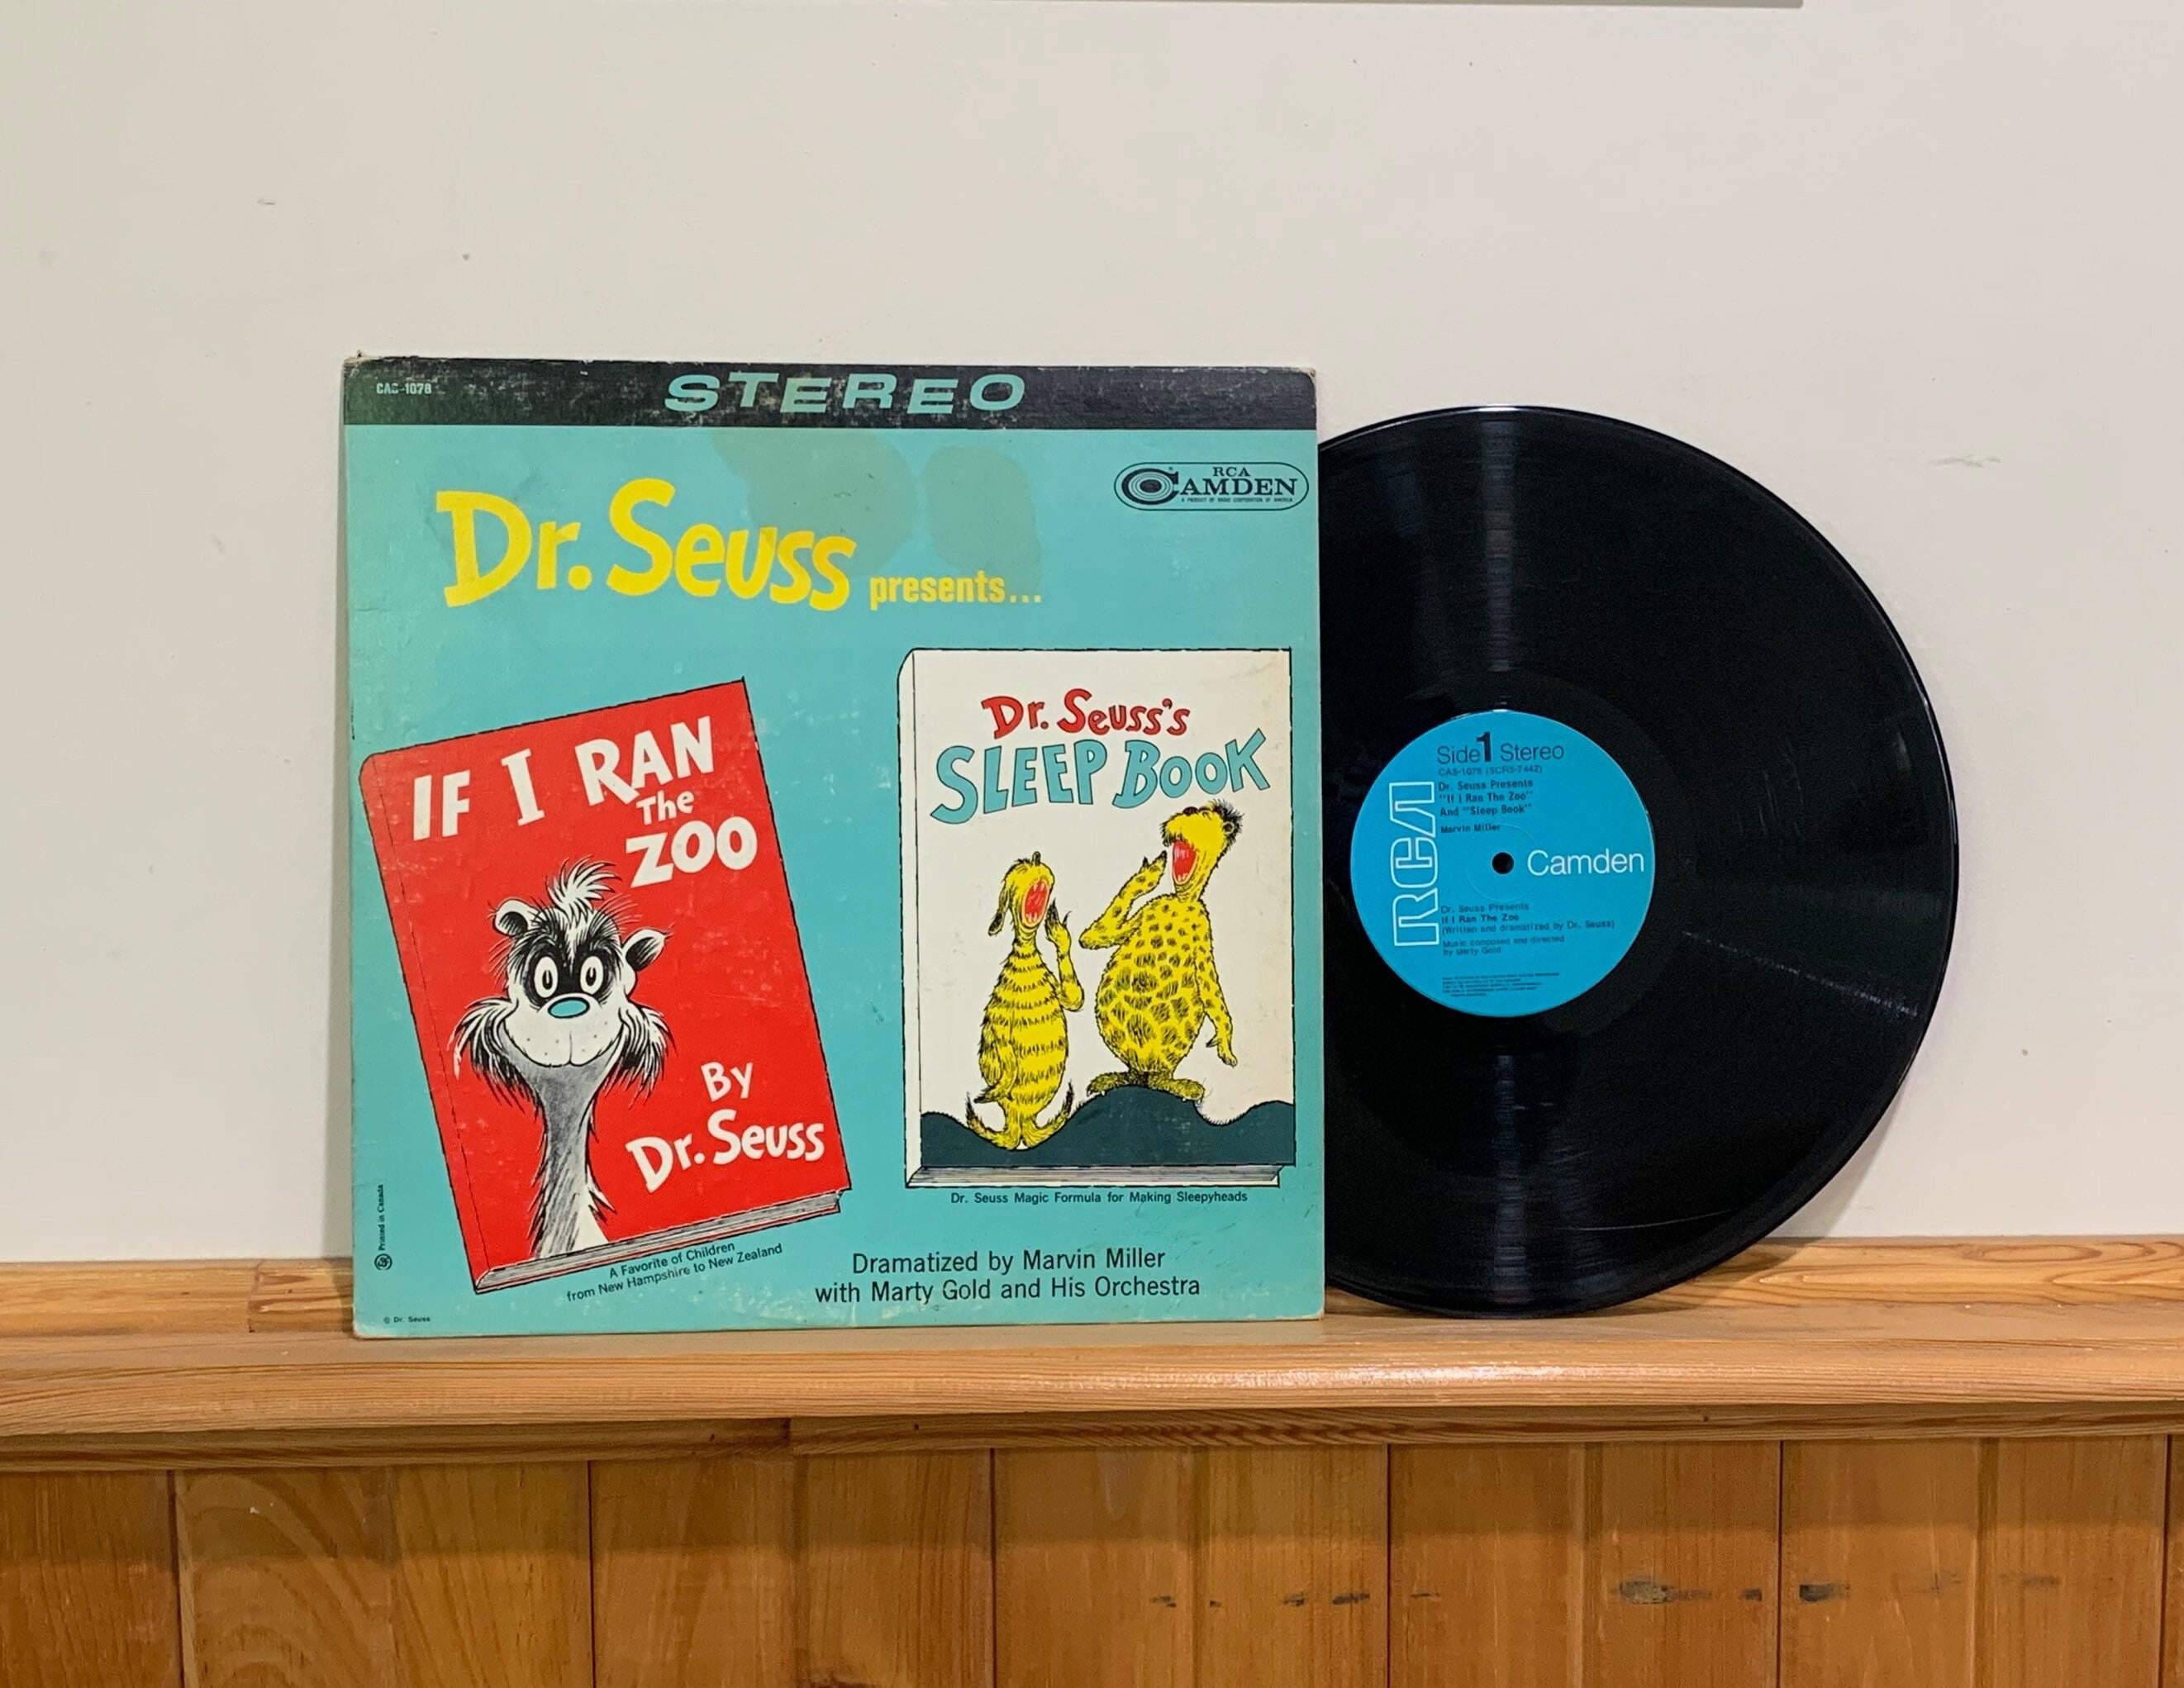 CAS-1078
STEREO
RCA
CAMDEN
Dr. Seuss presents...
IF I RAN
The
ZOO
By
Dr. Seuss
A Favorite of Children
from New Hampshire to New Zealand
Dr. Seuss's
SLEEP BOOK
Dr. Seuss Magic Formula for Making Sleepyheads
Dramatized by Marvin Miller
with Marty Gold and His Orchestra
Printed in Canada
© Dr. Seuss
Side 1 Stereo
CAS-1078 (SCRS-7442)
Dr. Seuss Presents
"If I Ran The Zoo"
And "Sleep Book"
Marvin Miller
RCA
Camden
Dr. Seuss Presents
If I Ran The Zoo
(Written and dramatized by Dr. Seuss)
Music composed and directed
by Marty Gold